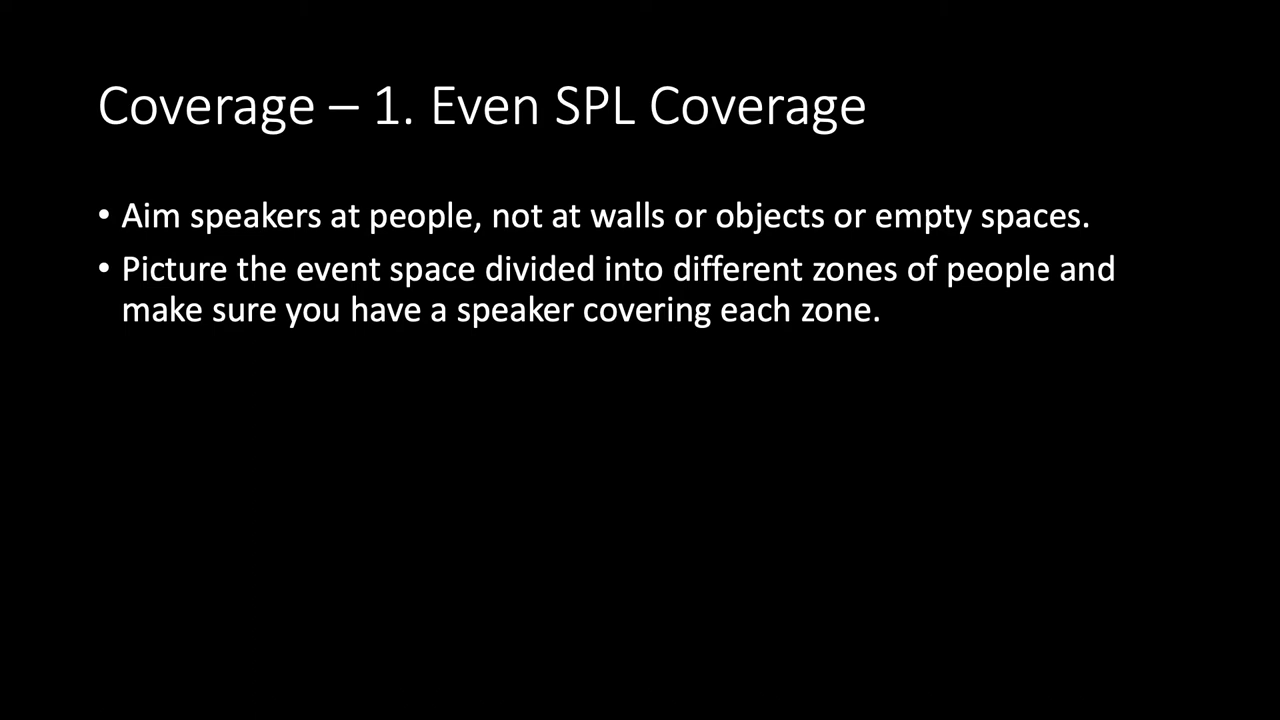 Coverage – 1. Even SPL Coverage
• Aim speakers at people, not at walls or objects or empty spaces.
• Picture the event space divided into different zones of people and
make sure you have a speaker covering each zone.